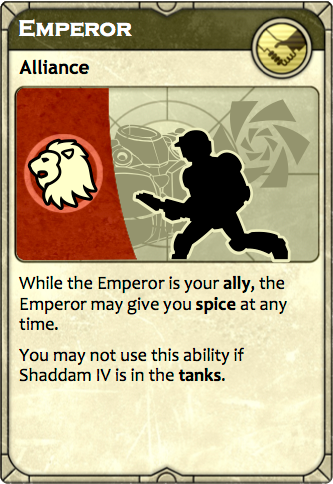 Emperor
Alliance
While the Emperor is your ally, the
Emperor may give you spice at any
time.
You may not use this ability if
Shaddam IV is in the tanks.